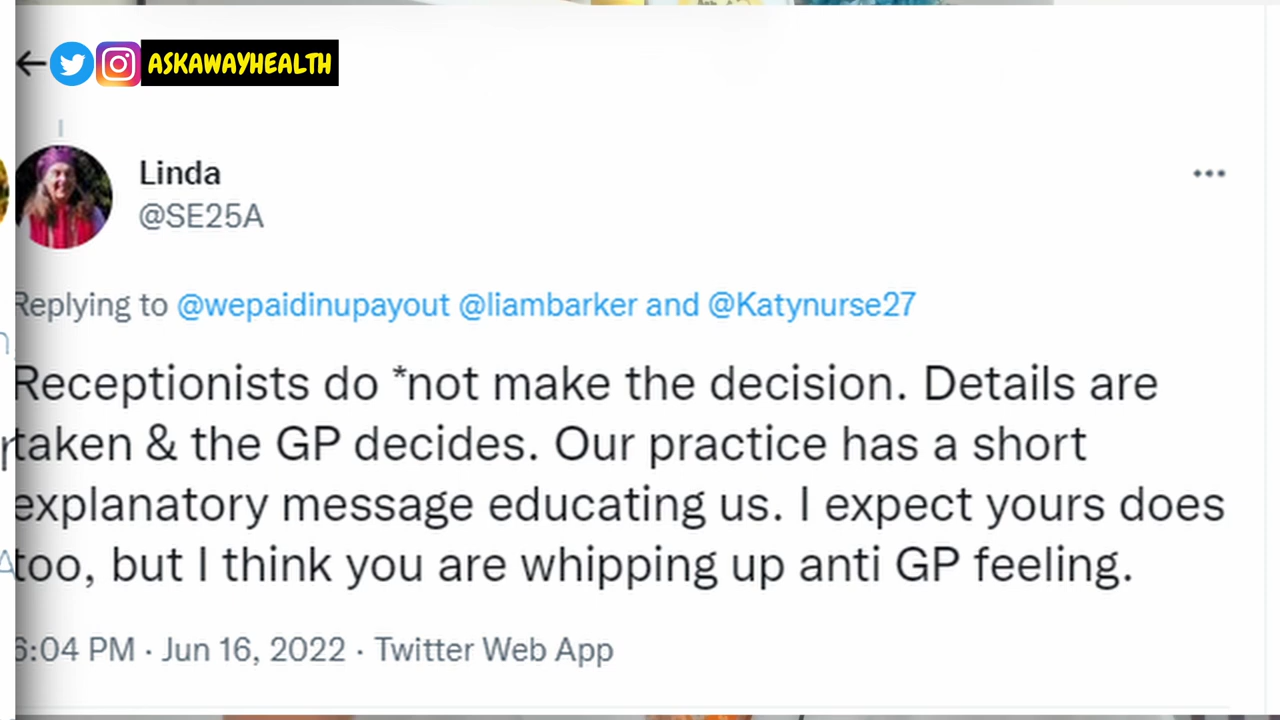 ASKAWAYHEALTH
Linda
@SE25A
Replying to @wepaidinupayout @liambarker and @Katynurse27
Receptionists do *not make the decision. Details are
taken & the GP decides. Our practice has a short
explanatory message educating us. I expect yours does
too, but I think you are whipping up anti GP feeling.
6:04 PM · Jun 16, 2022 · Twitter Web App